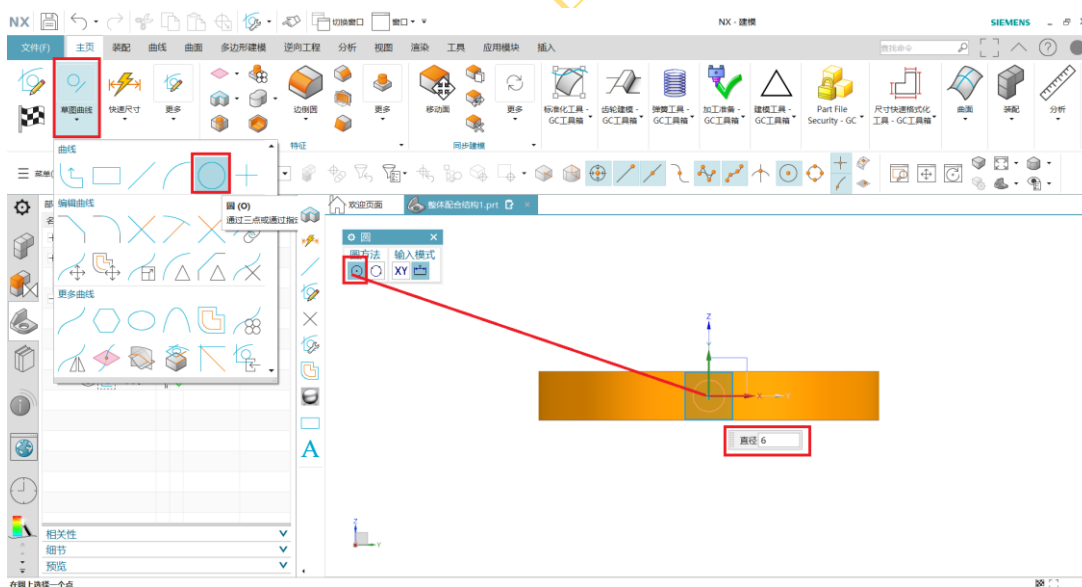 NX 切换窗口 窗口 NX - 建模 SIEMENS
文件(F) 主页 装配 曲线 曲面 多边形建模 逆向工程 分析 视图 渲染 工具 应用模块 插入 查找命令
草图曲线 快速尺寸 更多 边倒圆 更多 移动面 更多 标准化工具 - GC工具箱 齿轮建模 - GC工具箱 弹簧工具 - GC工具箱 加工准备 - GC工具箱 建模工具 - GC工具箱 Part File Security - GC 尺寸快速格式化工具 - GC工具箱 曲面 装配 分析
特征 同步建模
曲线
菜单(
编辑曲线
圆 (O)
通过三点或通过指
欢迎页面 整体配合结构1.prt
圆
圆方法 输入模式
XY
更多曲线
Z
Y
X
Y
直径 6
A
相关性
细节
预览
Z
Y
在圆上选择一个点